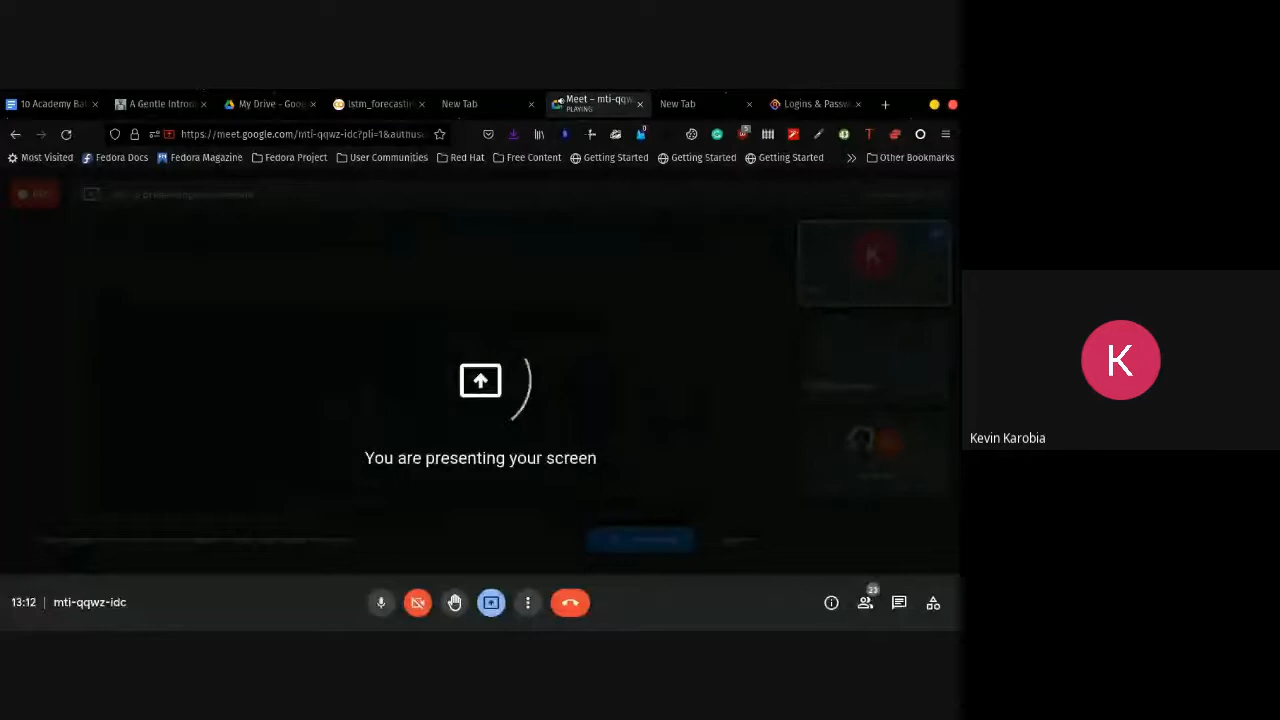 10 Academy Bat
A Gentle Introd
My Drive - Goog
lstm_forecastin
New Tab
Meet – mti-qqw
PLAYING
New Tab
Logins & Passw
https://meet.google.com/mti-qqwz-idc?pli=1&authus
Most Visited
Fedora Docs
Fedora Magazine
Fedora Project
User Communities
Red Hat
Free Content
Getting Started
Getting Started
Getting Started
Other Bookmarks
K
You are presenting your screen
K
Kevin Karobia
13:12 | mti-qqwz-idc
23